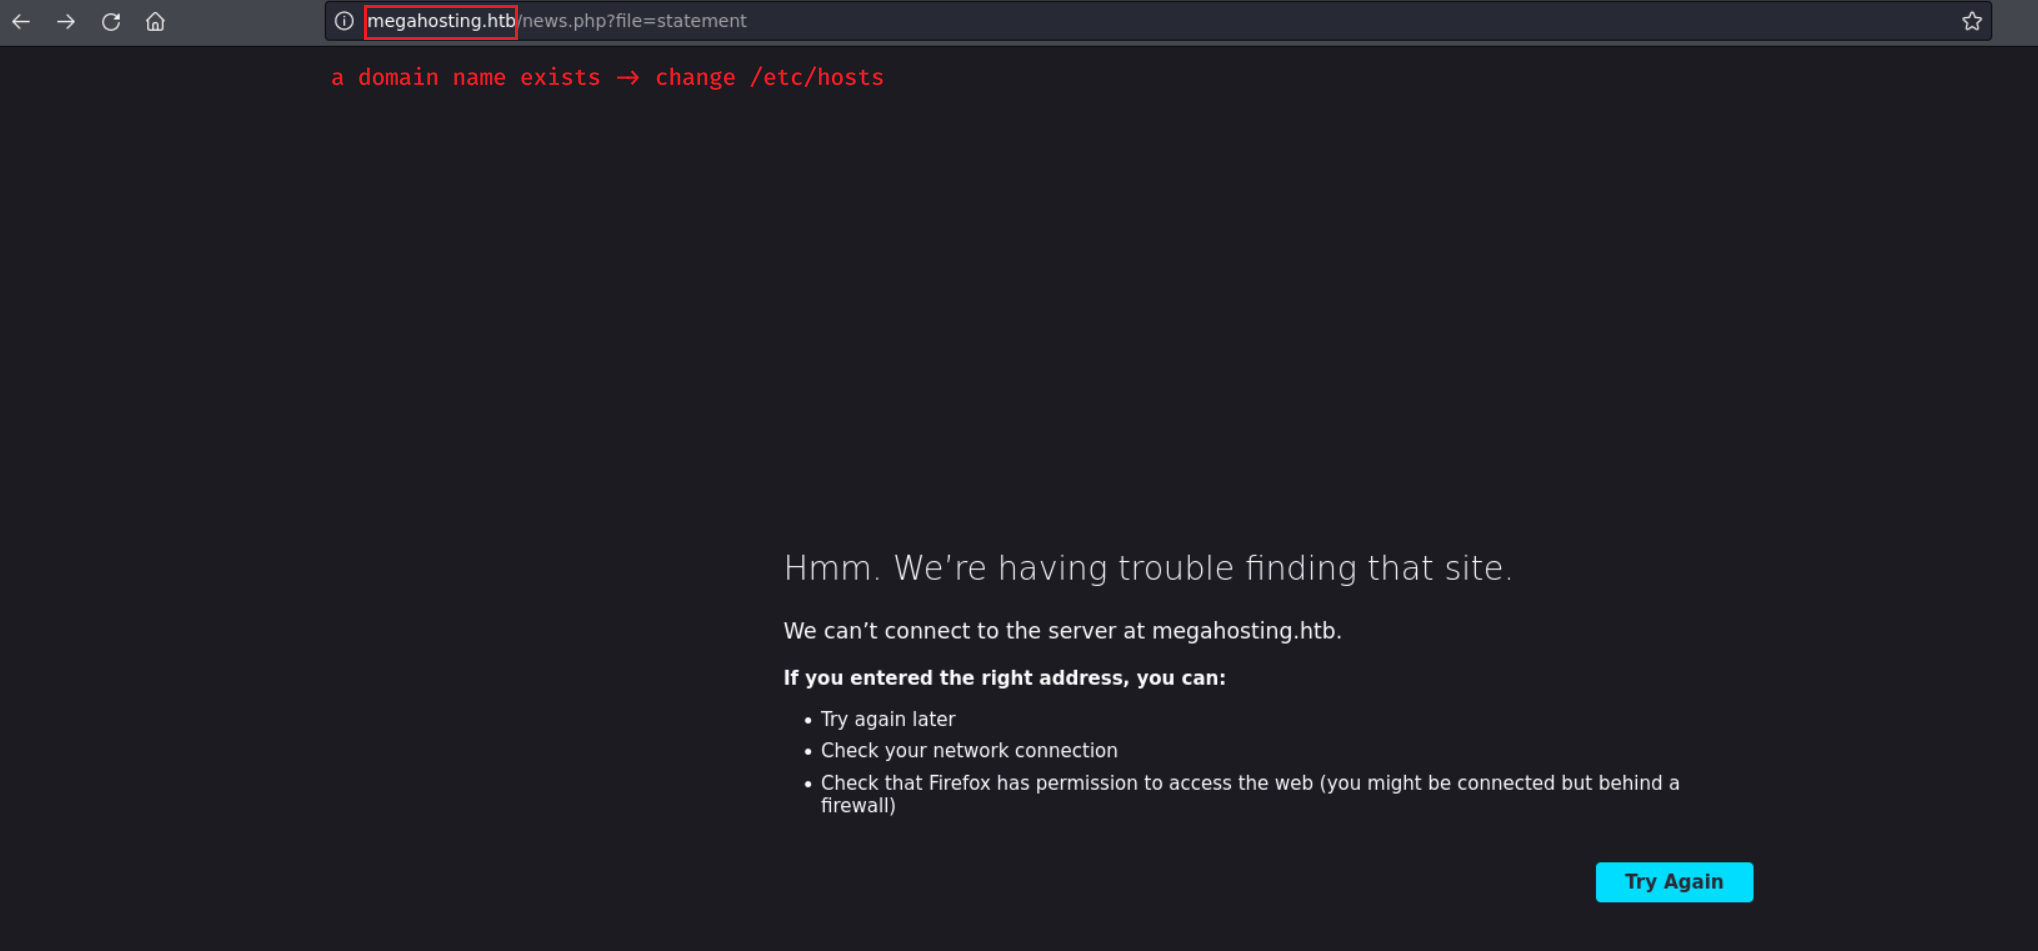 megahosting.htb/news.php?file=statement
a domain name exists → change /etc/hosts
Hmm. We're having trouble finding that site.
We can’t connect to the server at megahosting.htb.
If you entered the right address, you can:
• Try again later
• Check your network connection
• Check that Firefox has permission to access the web (you might be connected but behind a
firewall)
Try Again